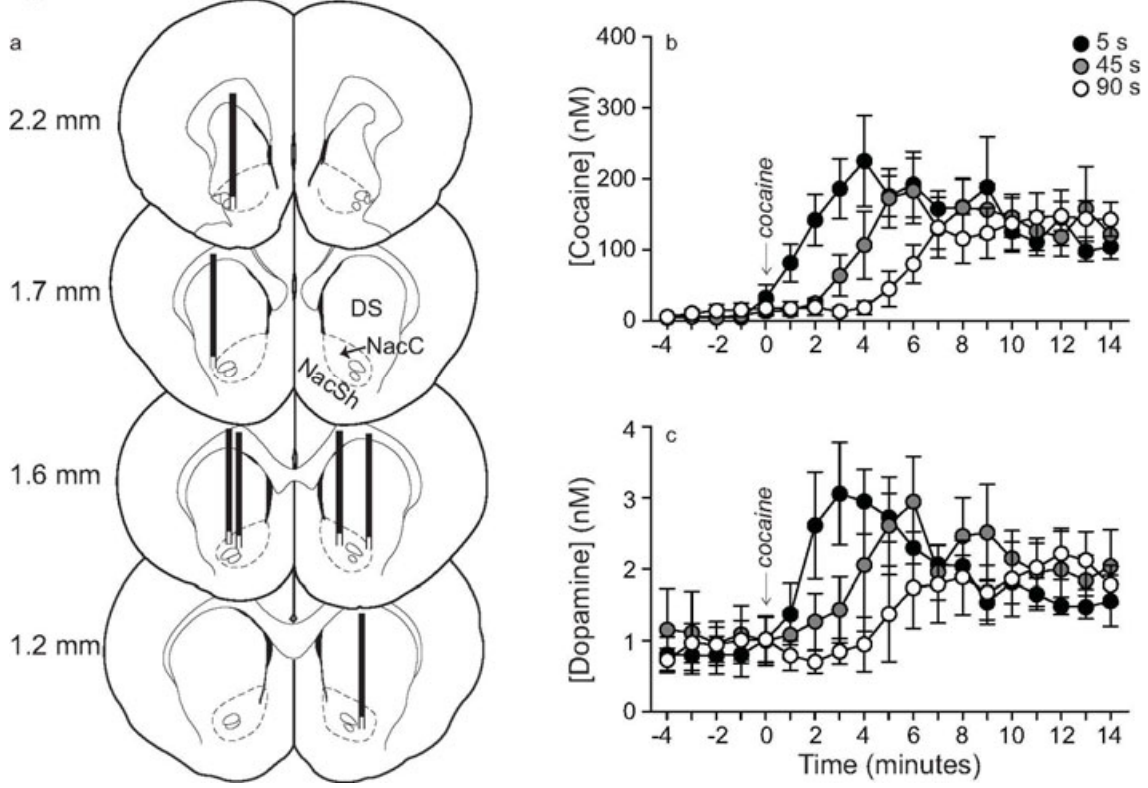 a
2.2 mm
1.7 mm
DS
NacC
NacSh
1.6 mm
1.2 mm
b
5 s
45 s
90 s
400
300
200
100
0
[Cocaine] (nM)
cocaine
-4 -2 0 2 4 6 8 10 12 14
c
4
3
2
1
0
[Dopamine] (nM)
cocaine
-4 -2 0 2 4 6 8 10 12 14
Time (minutes)